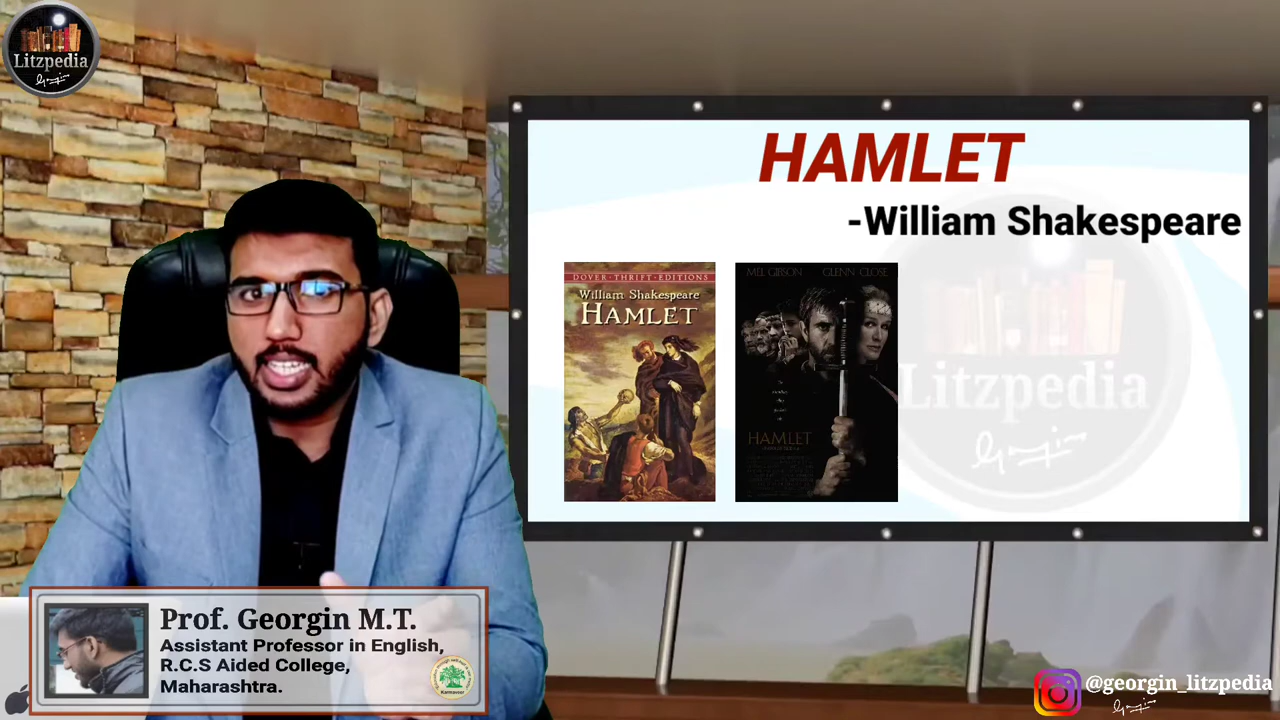 Litzpedia
HAMLET
-William Shakespeare
DOVER·THRIFT·EDITIONS
William Shakespeare
HAMLET
MEL GIBSON GLENN CLOSE
HAMLET
Litzpedia
Prof. Georgin M.T.
Assistant Professor in English,
R.C.S Aided College,
Maharashtra.
@georgin_litzpedia